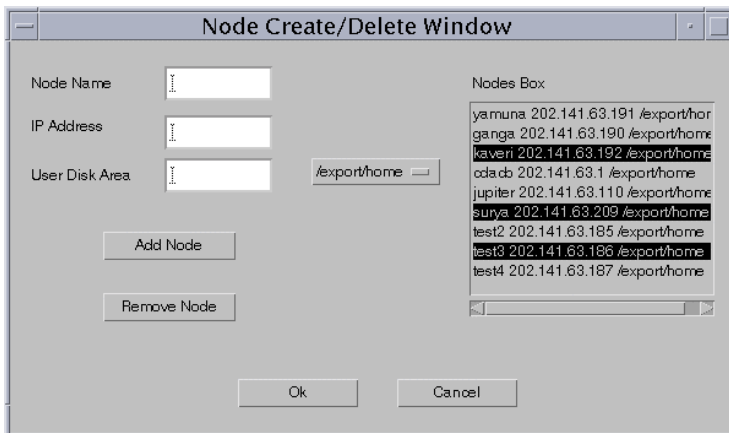 Node Create/Delete Window
Node Name
IP Address
User Disk Area
/export/home
Add Node
Remove Node
Nodes Box
yamuna 202.141.63.191 /export/hor
ganga 202.141.63.190 /export/home
kaveri 202.141.63.192 /export/home
cdacb 202.141.63.1 /export/home
jupiter 202.141.63.110 /export/home
surya 202.141.63.209 /export/home
test2 202.141.63.185 /export/home
test3 202.141.63.186 /export/home
test4 202.141.63.187 /export/home
Ok
Cancel